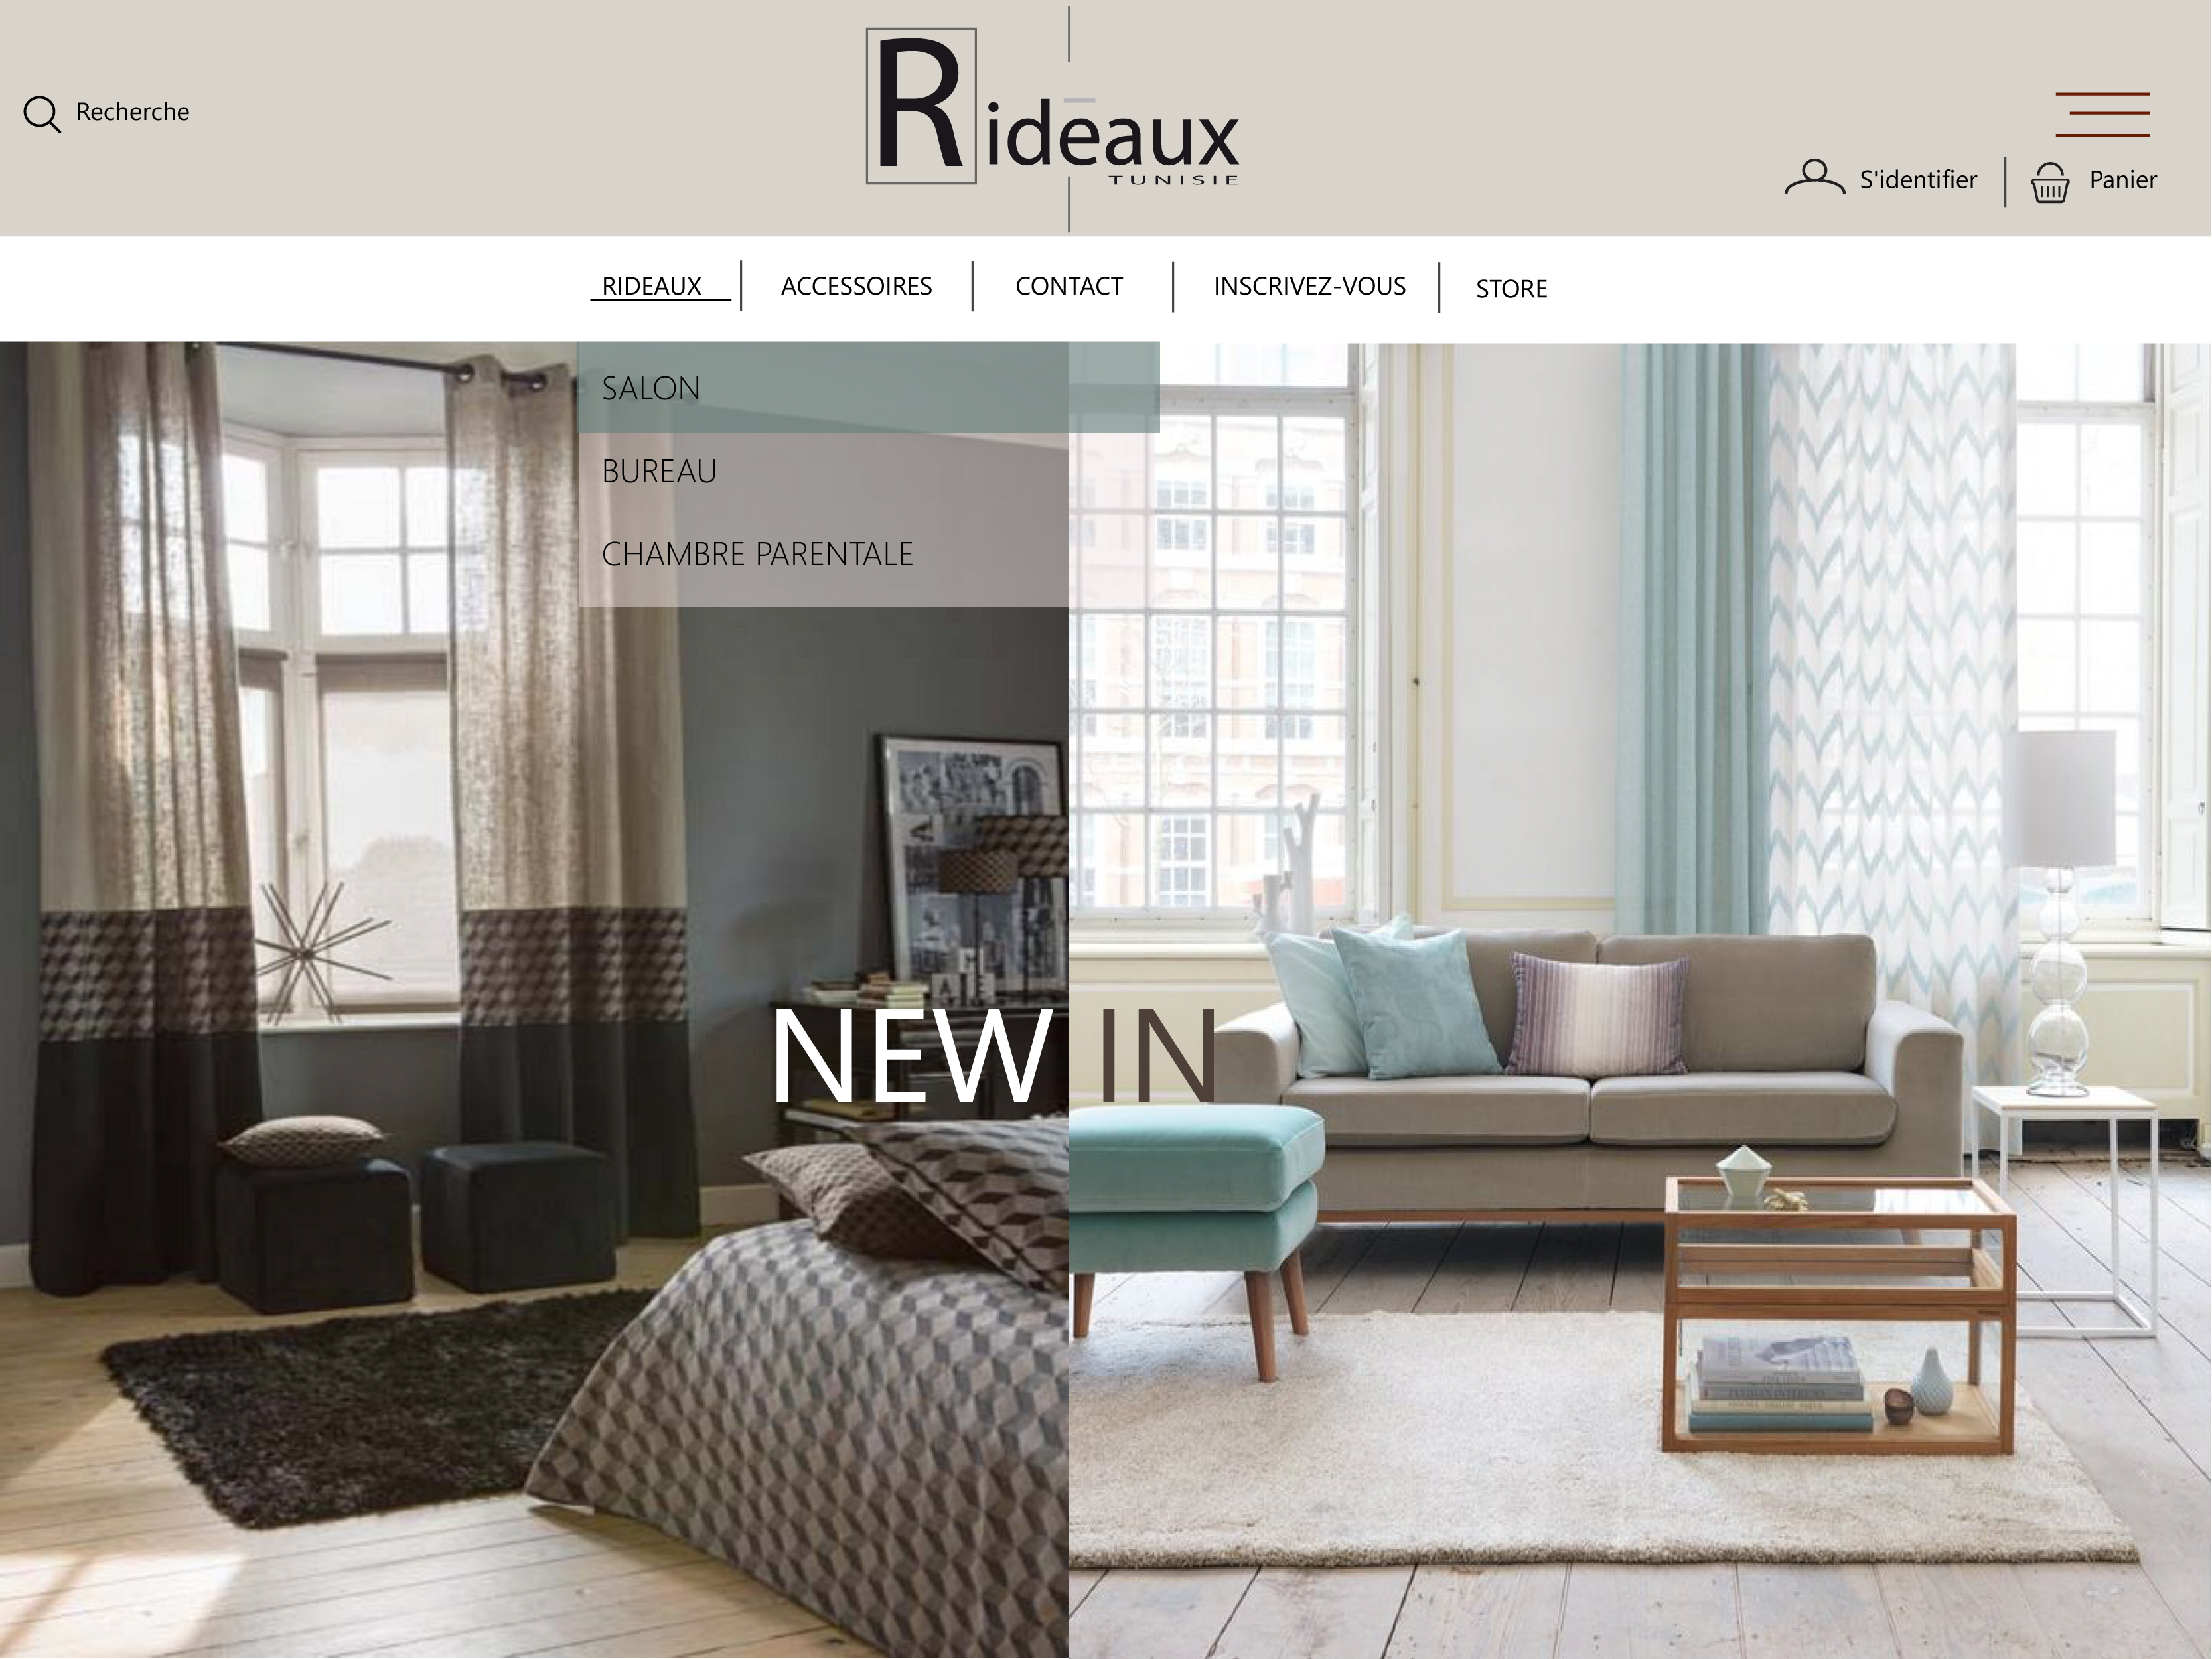 Recherche
Rideaux
TUNISIE
S'identifier
Panier
RIDEAUX
ACCESSOIRES
CONTACT
INSCRIVEZ-VOUS
STORE
SALON
BUREAU
CHAMBRE PARENTALE
NEW IN